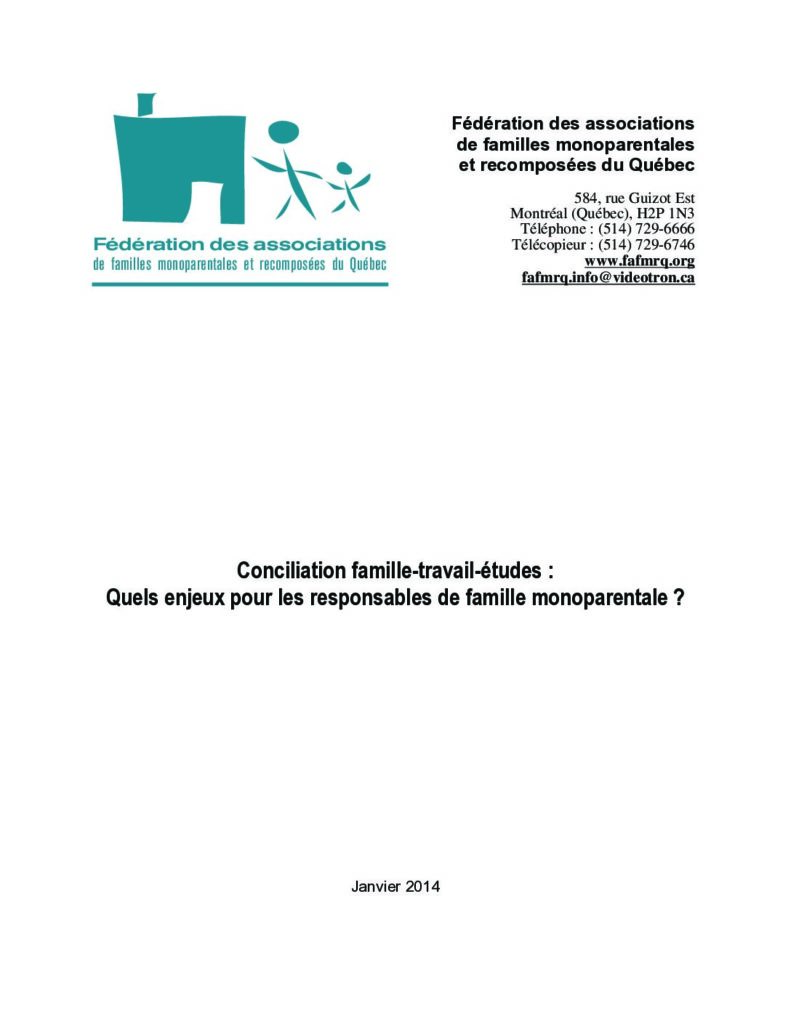 Fédération des associations
de familles monoparentales et recomposées du Québec
Fédération des associations
de familles monoparentales
et recomposées du Québec
584, rue Guizot Est
Montréal (Québec), H2P 1N3
Téléphone : (514) 729-6666
Télécopieur : (514) 729-6746
www.fafmrq.org
fafmrq.info@videotron.ca
Conciliation famille-travail-études :
Quels enjeux pour les responsables de famille monoparentale ?
Janvier 2014